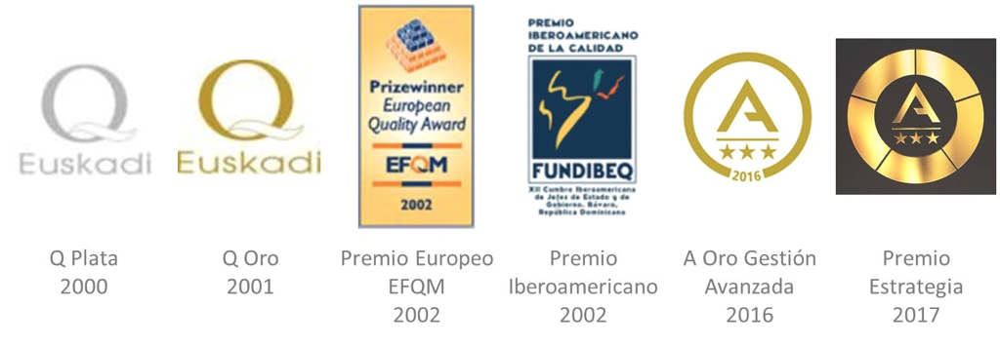 Q
Euskadi
Q
Euskadi
Prizewinner
European
Quality Award
EFQM
2002
PREMIO
IBEROAMERICANO
DE LA CALIDAD
FUNDIBEQ
XII Cumbre Iberoamericana
de Jefes de Estado y de
Gobierno. Bávaro,
República Dominicana
A
2016
A
Q Plata
2000
Q Oro
2001
Premio Europeo
EFQM
2002
Premio
Iberoamericano
2002
A Oro Gestión
Avanzada
2016
Premio
Estrategia
2017